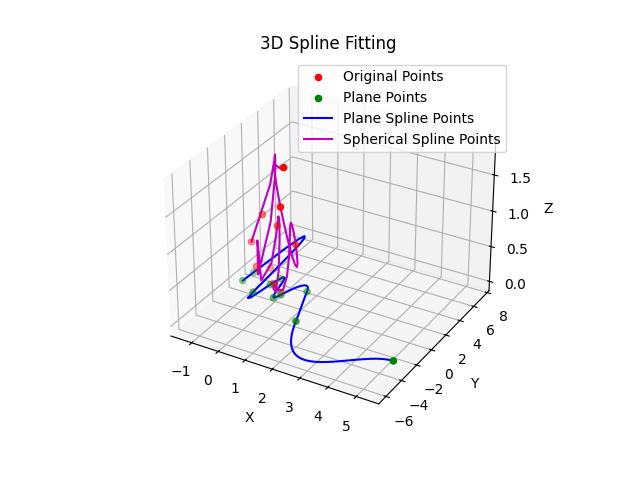 3D Spline Fitting
Original Points
Plane Points
Plane Spline Points
Spherical Spline Points
1.5
1.0
0.5
0.0
Z
8
6
4
2
0
−2
−4
−6
Y
−1
0
1
2
3
4
5
X